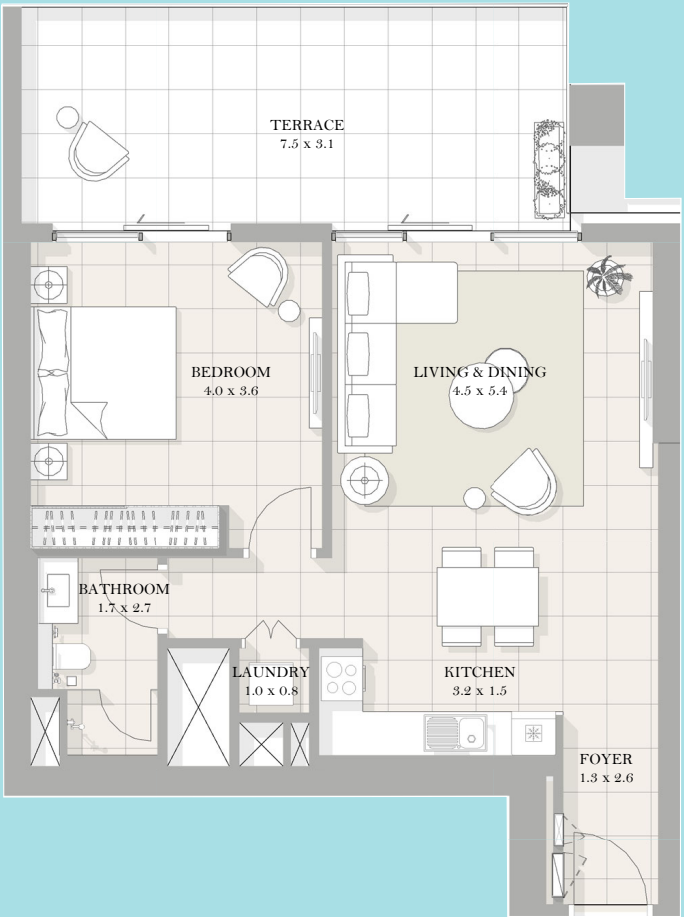 TERRACE
7.5 x 3.1
BEDROOM
4.0 x 3.6
LIVING & DINING
4.5 x 5.4
BATHROOM
1.7 x 2.7
LAUNDRY
1.0 x 0.8
KITCHEN
3.2 x 1.5
FOYER
1.3 x 2.6